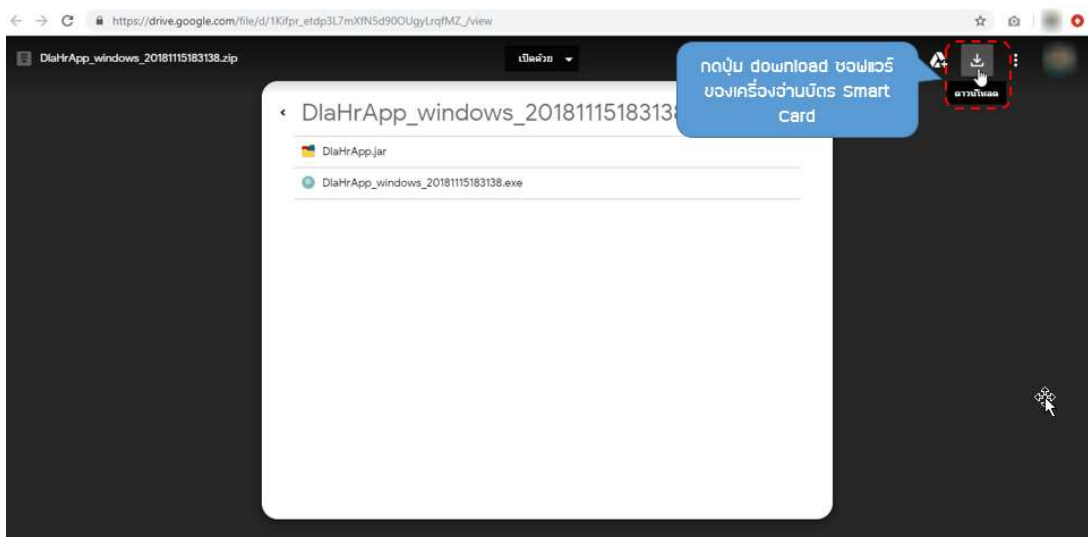 https://drive.google.com/file/d/1Kifpr_etdp3L7mXfN5d90OUgyLrqfMZ_/view
DlaHrApp_windows_20181115183138.zip
เปิดด้วย
กดปุ่ม download ซอฟแวร์
ของเครื่องอ่านบัตร Smart
Card
ดาวน์โหลด
DlaHrApp_windows_2018111518313
DlaHrApp.jar
DlaHrApp_windows_20181115183138.exe